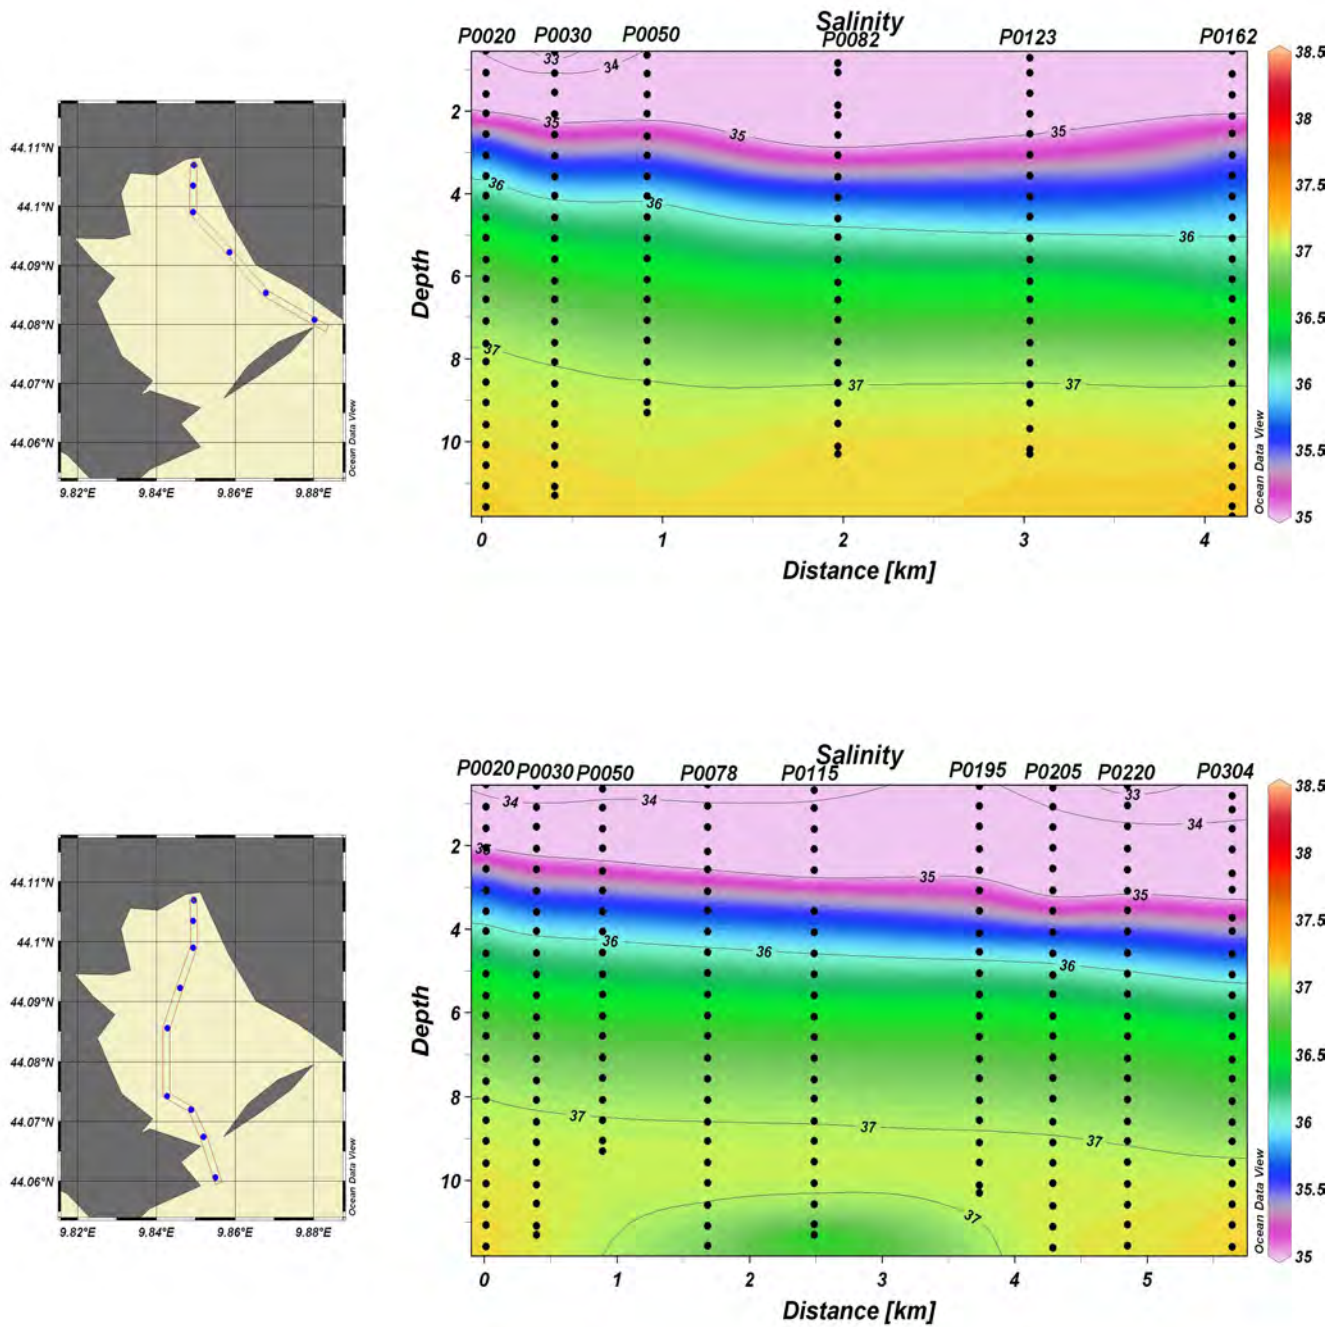 Salinity
P0020 P0030 P0050 P0082 P0123 P0162
33
34
35
35
35
36
36
36
37
37
37
2
4
6
8
10
Depth
0 1 2 3 4
Distance [km]
38.5
38
37.5
37
36.5
36
35.5
35
Ocean Data View
44.11°N
44.1°N
44.09°N
44.08°N
44.07°N
44.06°N
9.82°E 9.84°E 9.86°E 9.88°E
Ocean Data View
Salinity
P0020 P0030 P0050 P0078 P0115 P0195 P0205 P0220 P0304
34
34
33
34
35
35
35
36
36
36
37
37
37
37
2
4
6
8
10
Depth
0 1 2 3 4 5
Distance [km]
38.5
38
37.5
37
36.5
36
35.5
35
Ocean Data View
44.11°N
44.1°N
44.09°N
44.08°N
44.07°N
44.06°N
9.82°E 9.84°E 9.86°E 9.88°E
Ocean Data View